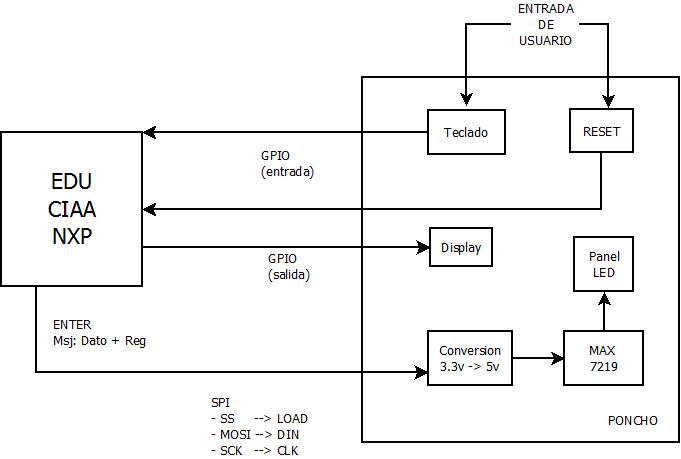 ENTRADA
DE
USUARIO
Teclado
RESET
GPIO
(entrada)
EDU
CIAA
NXP
Display
GPIO
(salida)
Panel
LED
ENTER
Msj: Dato + Reg
Conversion
3.3v -> 5v
MAX
7219
SPI
- SS --> LOAD
- MOSI --> DIN
- SCK --> CLK
PONCHO